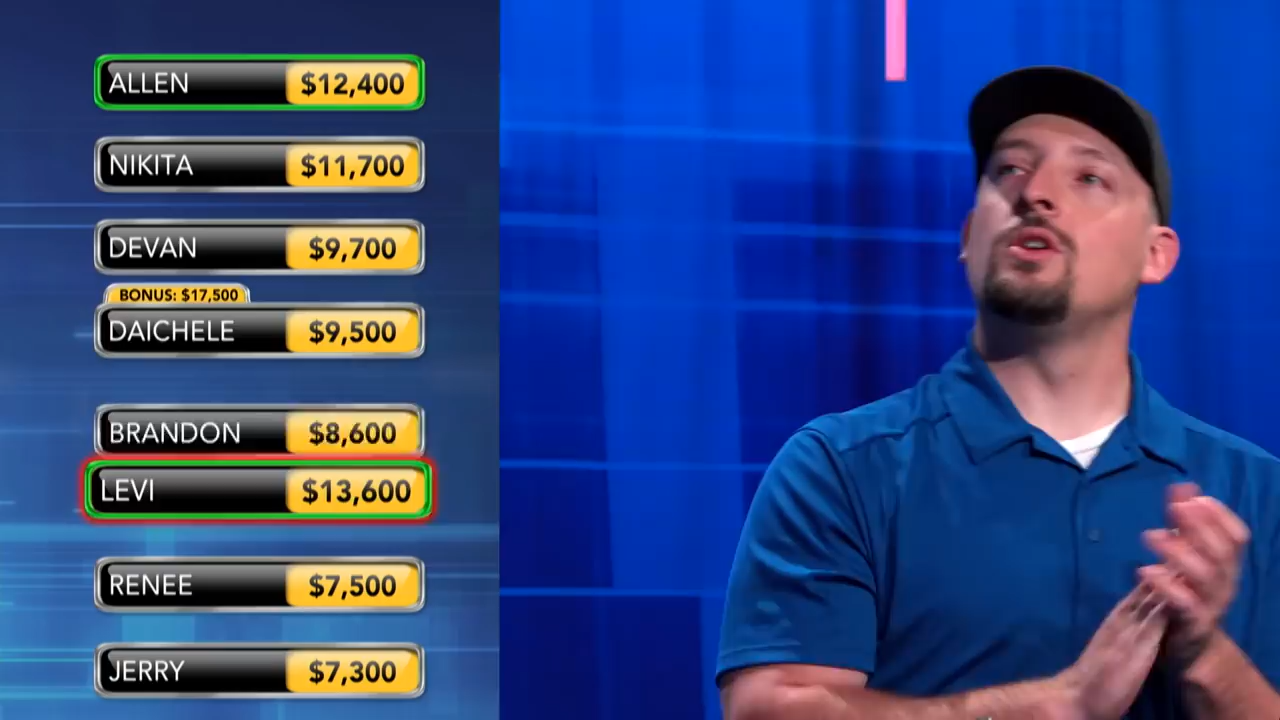 ALLEN $12,400
NIKITA $11,700
DEVAN $9,700
BONUS: $17,500
DAICHELE $9,500
BRANDON $8,600
LEVI $13,600
RENEE $7,500
JERRY $7,300